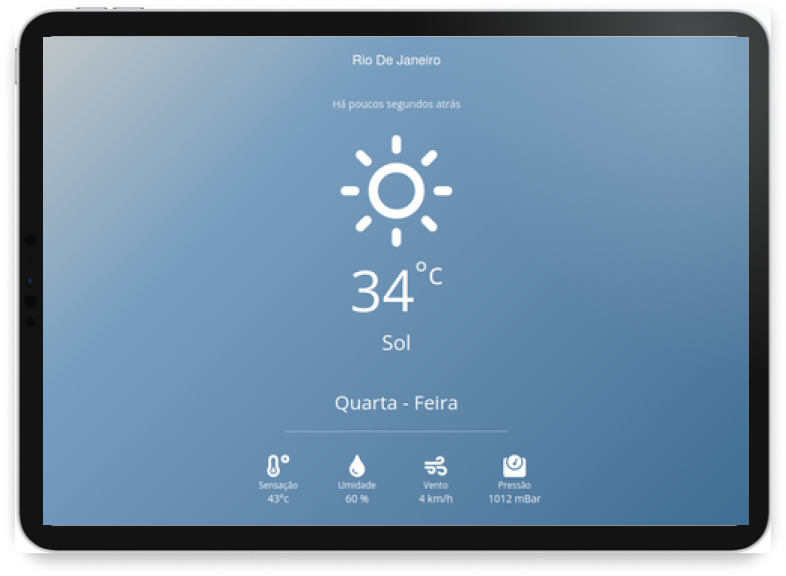 Rio De Janeiro
Há poucos segundos atrás
34°C
Sol
Quarta - Feira
Sensação Umidade Vento Pressão
43°c 60 % 4 km/h 1012 mBar